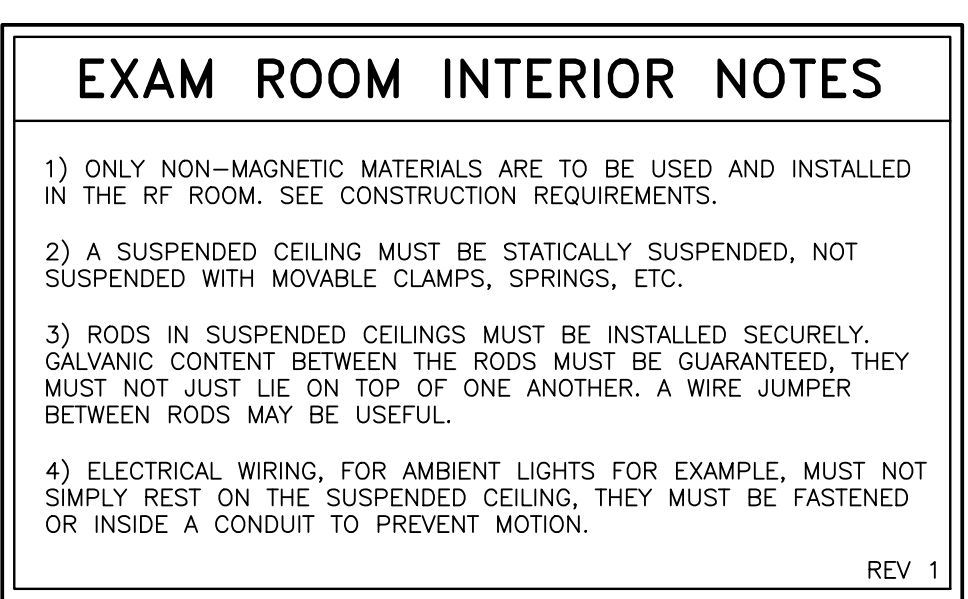 EXAM ROOM INTERIOR NOTES
1) ONLY NON-MAGNETIC MATERIALS ARE TO BE USED AND INSTALLED
IN THE RF ROOM. SEE CONSTRUCTION REQUIREMENTS.
2) A SUSPENDED CEILING MUST BE STATICALLY SUSPENDED, NOT
SUSPENDED WITH MOVABLE CLAMPS, SPRINGS, ETC.
3) RODS IN SUSPENDED CEILINGS MUST BE INSTALLED SECURELY.
GALVANIC CONTENT BETWEEN THE RODS MUST BE GUARANTEED, THEY
MUST NOT JUST LIE ON TOP OF ONE ANOTHER. A WIRE JUMPER
BETWEEN RODS MAY BE USEFUL.
4) ELECTRICAL WIRING, FOR AMBIENT LIGHTS FOR EXAMPLE, MUST NOT
SIMPLY REST ON THE SUSPENDED CEILING, THEY MUST BE FASTENED
OR INSIDE A CONDUIT TO PREVENT MOTION.
REV 1